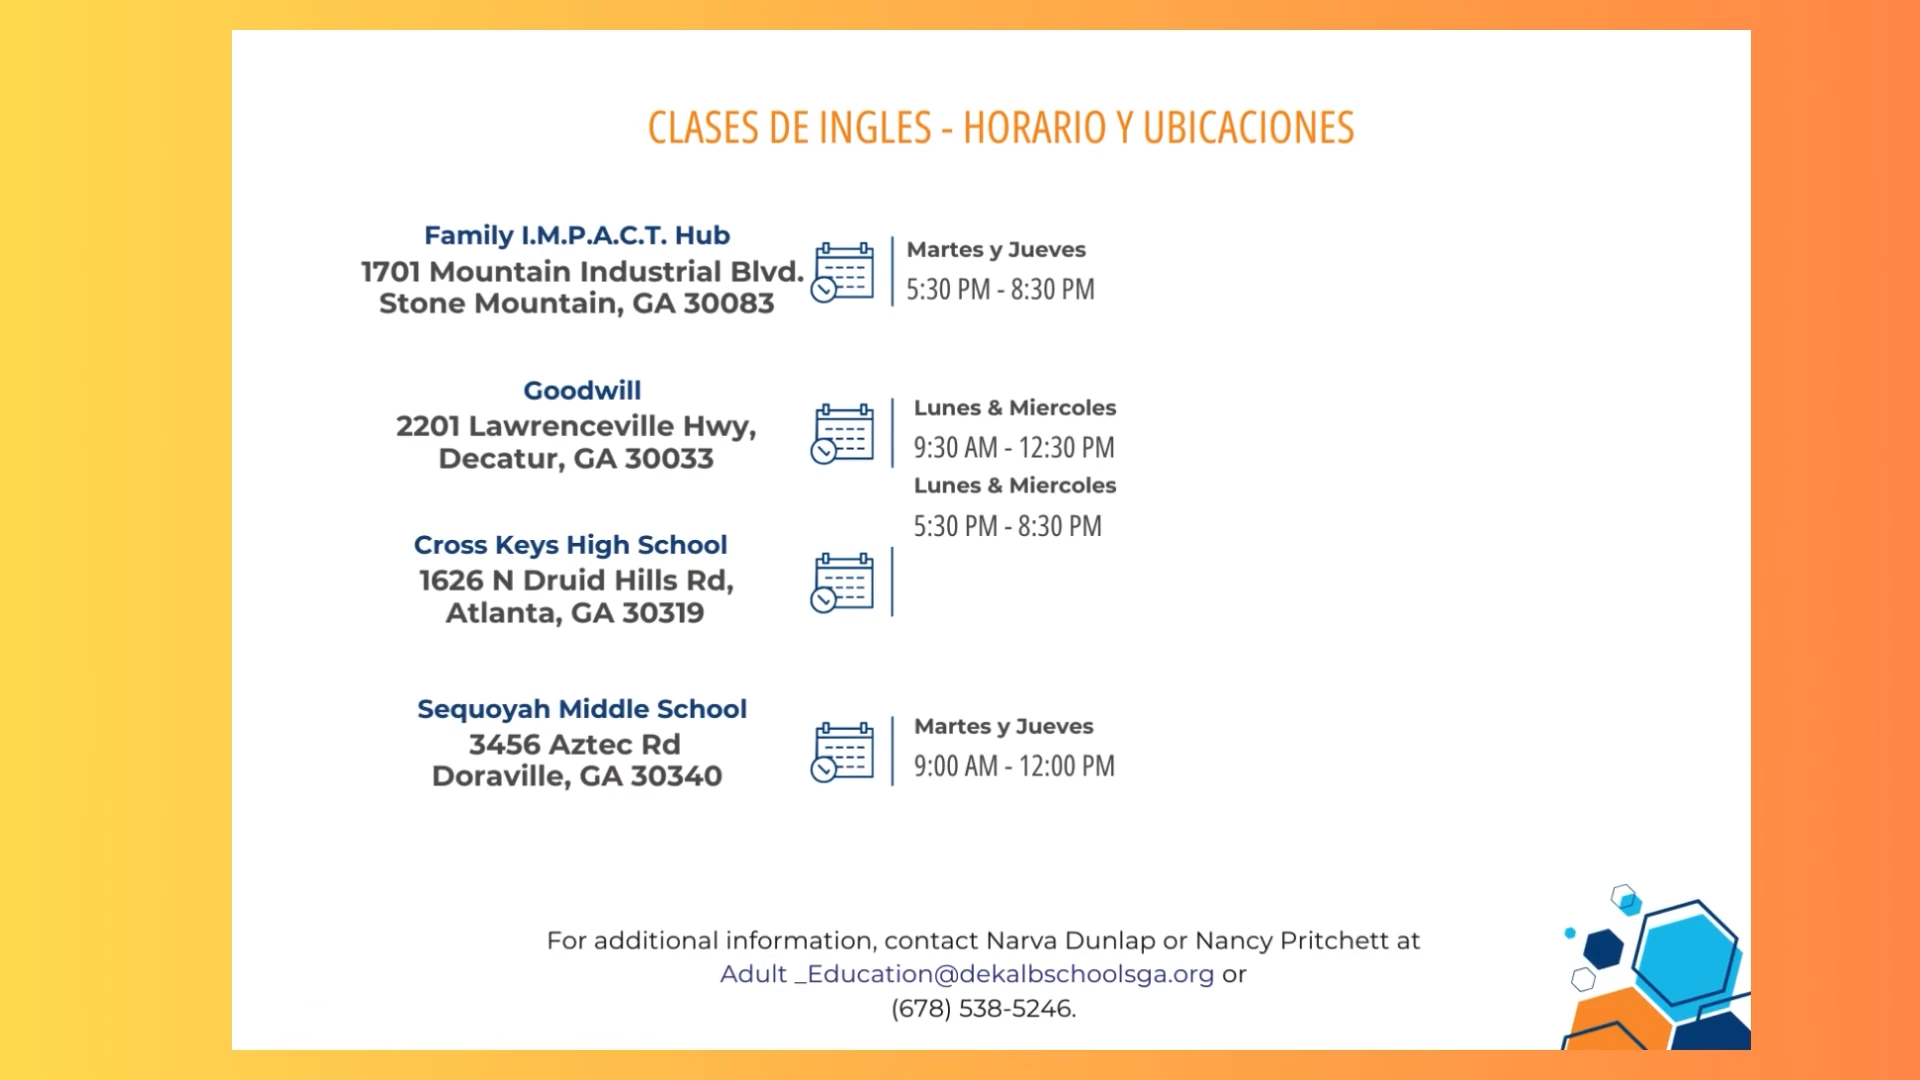 CLASES DE INGLES - HORARIO Y UBICACIONES
Family I.M.P.A.C.T. Hub
1701 Mountain Industrial Blvd.
Stone Mountain, GA 30083
Martes y Jueves
5:30 PM - 8:30 PM
Goodwill
2201 Lawrenceville Hwy,
Decatur, GA 30033
Lunes & Miercoles
9:30 AM - 12:30 PM
Lunes & Miercoles
5:30 PM - 8:30 PM
Cross Keys High School
1626 N Druid Hills Rd,
Atlanta, GA 30319
Sequoyah Middle School
3456 Aztec Rd
Doraville, GA 30340
Martes y Jueves
9:00 AM - 12:00 PM
For additional information, contact Narva Dunlap or Nancy Pritchett at
Adult _Education@dekalbschoolsga.org or
(678) 538-5246.